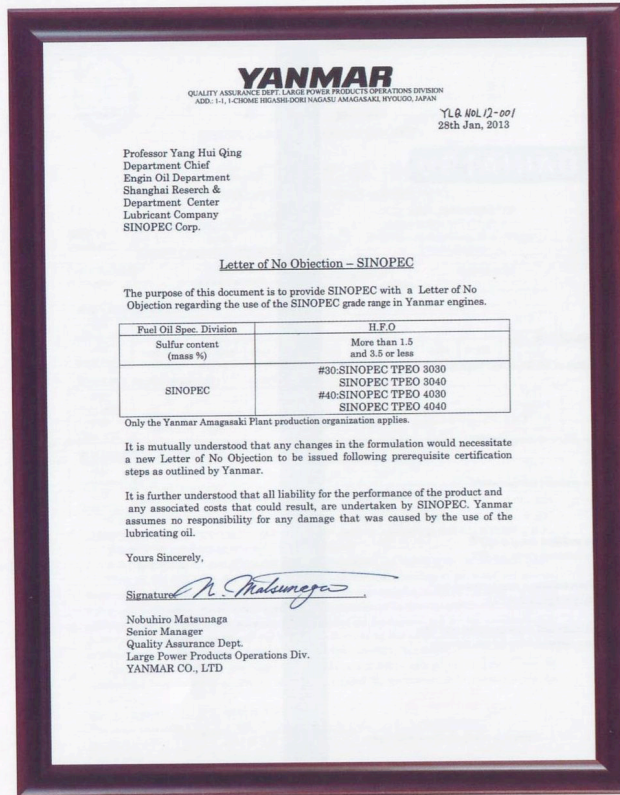 YANMAR
QUALITY ASSURANCE DEPT. LARGE POWER PRODUCTS OPERATIONS DIVISION
ADD.: 1-1, 1-CHOME HIGASHI-DORI NAGASU AMAGASAKI, HYOUGO, JAPAN
YLQ NOL 12-001
28th Jan, 2013
Professor Yang Hui Qing
Department Chief
Engin Oil Department
Shanghai Reserch &
Department Center
Lubricant Company
SINOPEC Corp.
Letter of No Objection – SINOPEC
The purpose of this document is to provide SINOPEC with a Letter of No
Objection regarding the use of the SINOPEC grade range in Yanmar engines.
Fuel Oil Spec. Division H.F.O
Sulfur content (mass %) More than 1.5 and 3.5 or less
SINOPEC
#30:SINOPEC TPEO 3030
SINOPEC TPEO 3040
#40:SINOPEC TPEO 4030
SINOPEC TPEO 4040
Only the Yanmar Amagasaki Plant production organization applies.
It is mutually understood that any changes in the formulation would necessitate
a new Letter of No Objection to be issued following prerequisite certification
steps as outlined by Yanmar.
It is further understood that all liability for the performance of the product and
any associated costs that could result, are undertaken by SINOPEC. Yanmar
assumes no responsibility for any damage that was caused by the use of the
lubricating oil.
Yours Sincerely,
Signature N. Matsunaga
Nobuhiro Matsunaga
Senior Manager
Quality Assurance Dept.
Large Power Products Operations Div.
YANMAR CO., LTD